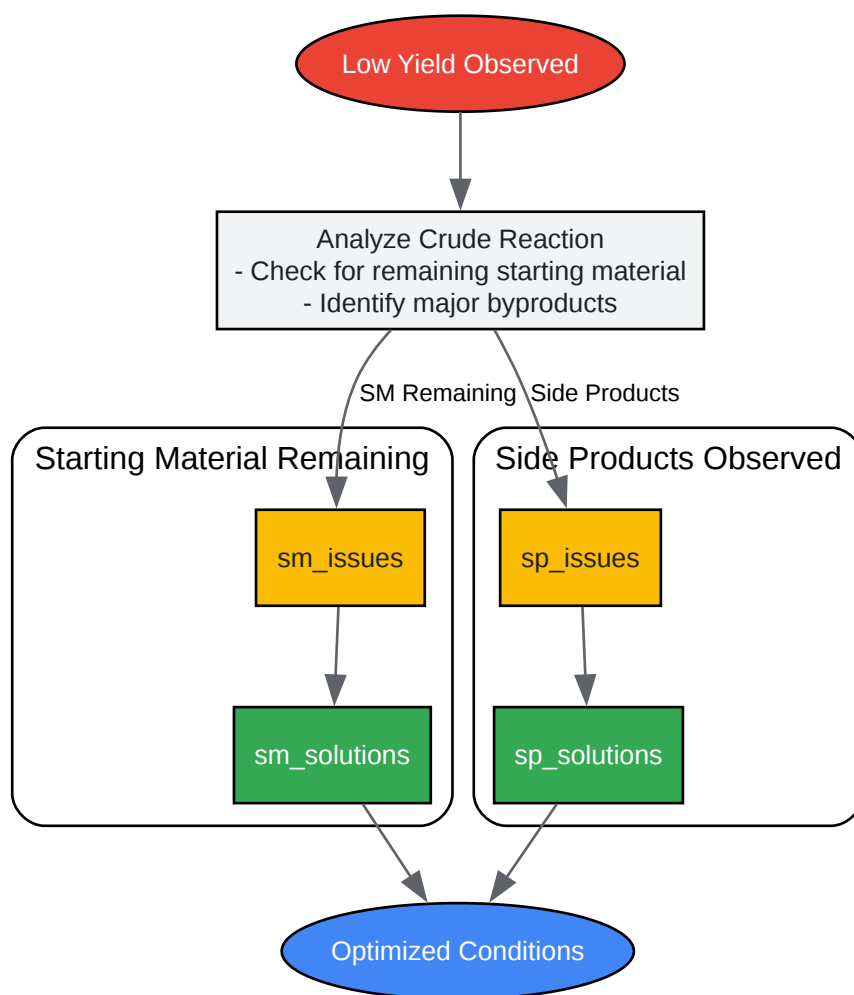 Low Yield Observed
Analyze Crude Reaction
- Check for remaining starting material
- Identify major byproducts
SM Remaining
Side Products
Starting Material Remaining
Side Products Observed
sm_issues
sp_issues
sm_solutions
sp_solutions
Optimized Conditions